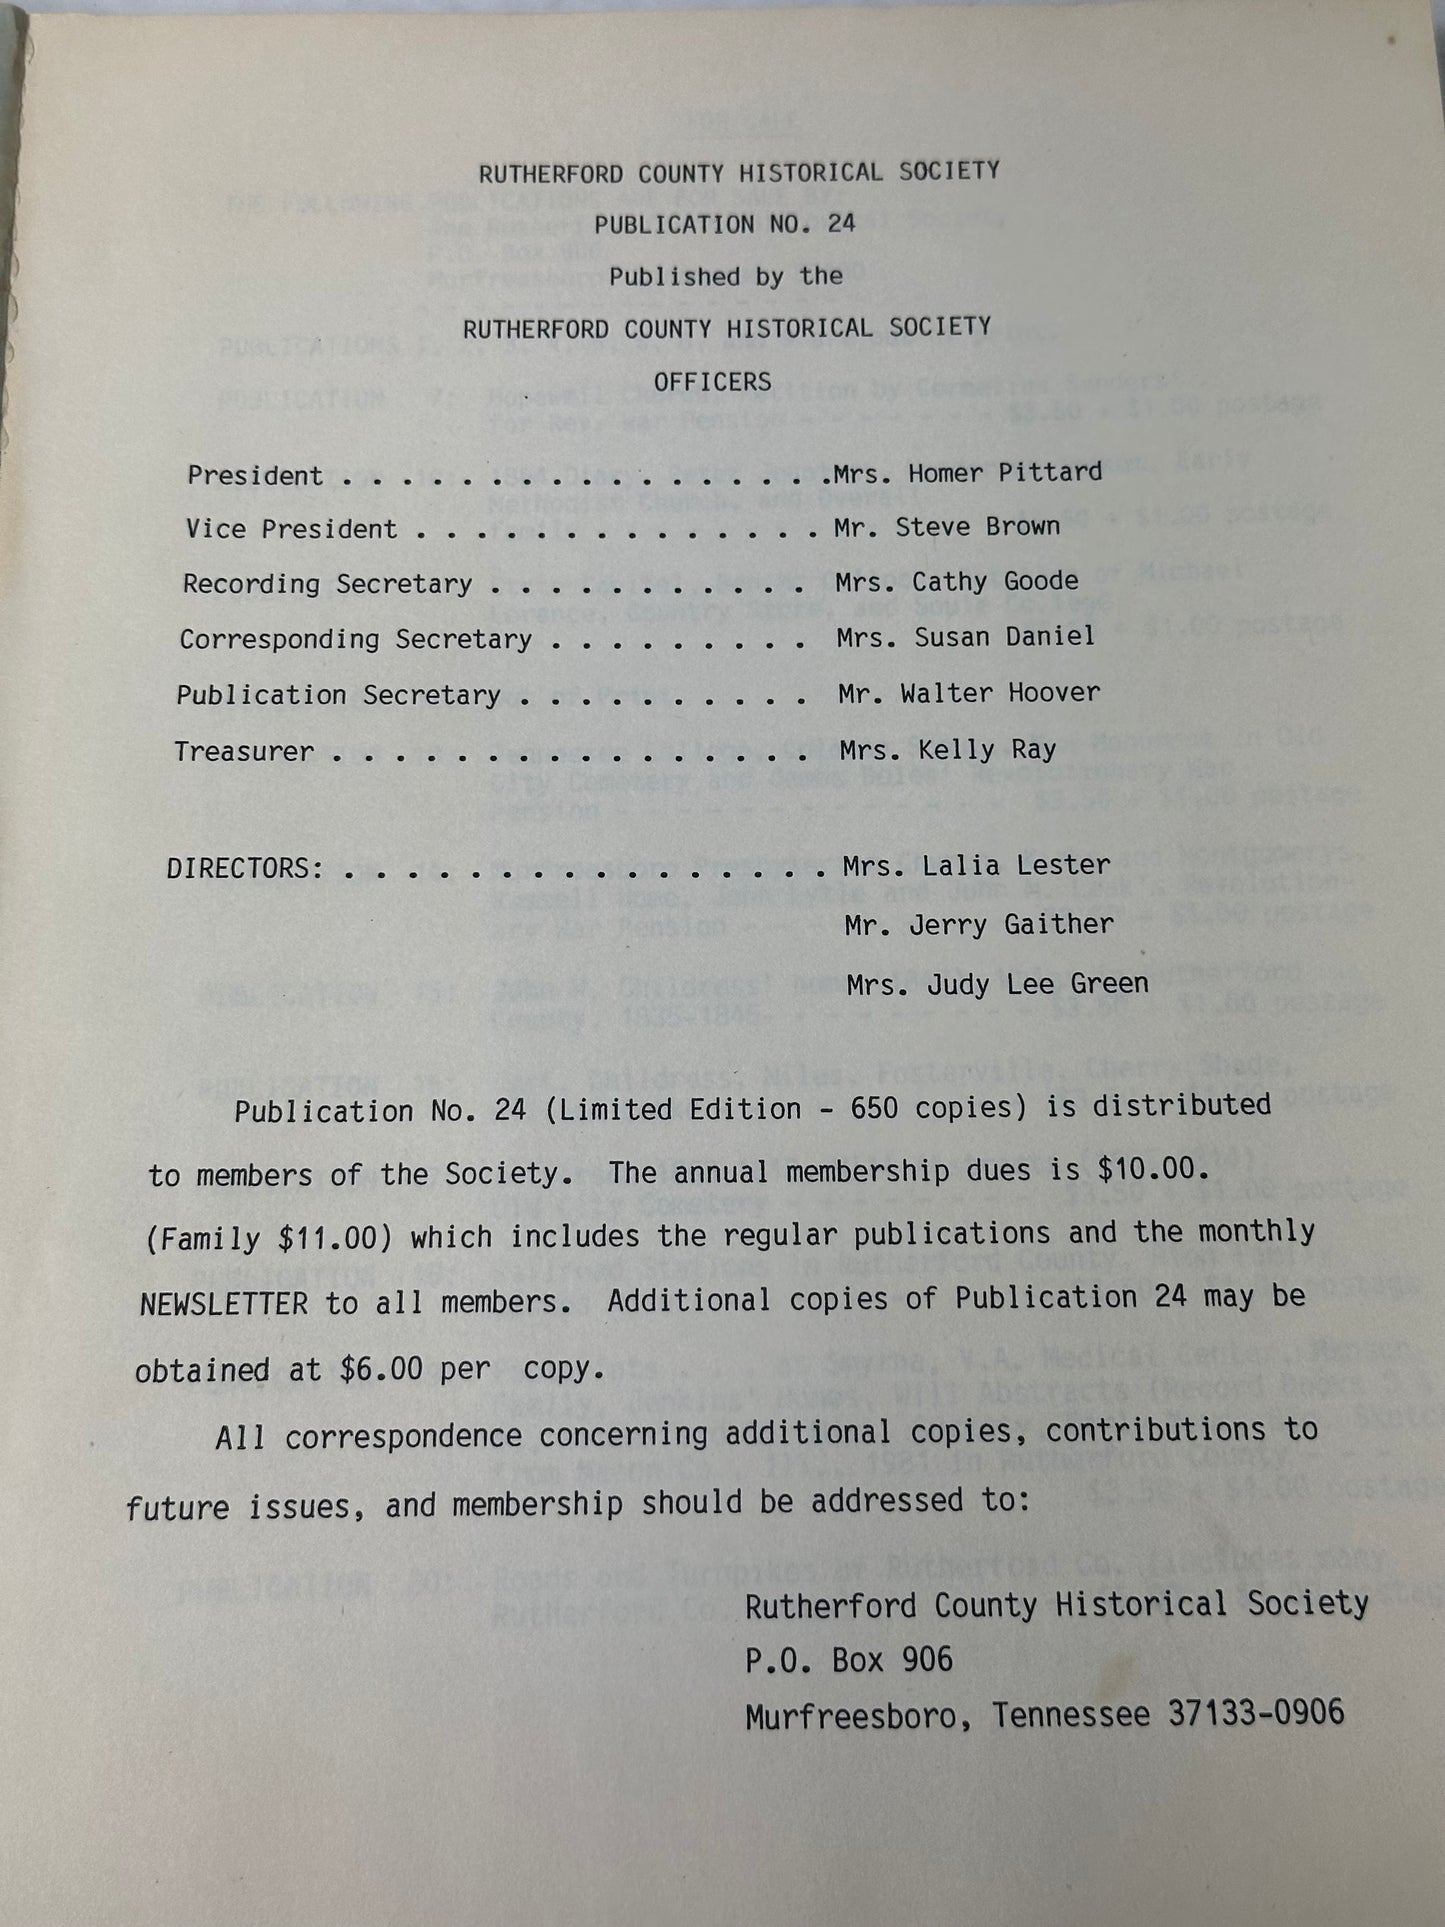 RUTHERFORD COUNTY HISTORICAL SOCIETY
PUBLICATION NO. 24
Published by the
RUTHERFORD COUNTY HISTORICAL SOCIETY
OFFICERS
President . . . . . . . . . . . . . . . . .Mrs. Homer Pittard
Vice President . . . . . . . . . . . . . . Mr. Steve Brown
Recording Secretary . . . . . . . . . . . Mrs. Cathy Goode
Corresponding Secretary . . . . . . . . . Mrs. Susan Daniel
Publication Secretary . . . . . . . . . . Mr. Walter Hoover
Treasurer . . . . . . . . . . . . . . . . Mrs. Kelly Ray
DIRECTORS: . . . . . . . . . . . . . . . . Mrs. Lalia Lester
Mr. Jerry Gaither
Mrs. Judy Lee Green
Publication No. 24 (Limited Edition - 650 copies) is distributed
to members of the Society. The annual membership dues is $10.00.
(Family $11.00) which includes the regular publications and the monthly
NEWSLETTER to all members. Additional copies of Publication 24 may be
obtained at $6.00 per copy.
All correspondence concerning additional copies, contributions to
future issues, and membership should be addressed to:
Rutherford County Historical Society
P.O. Box 906
Murfreesboro, Tennessee 37133-0906